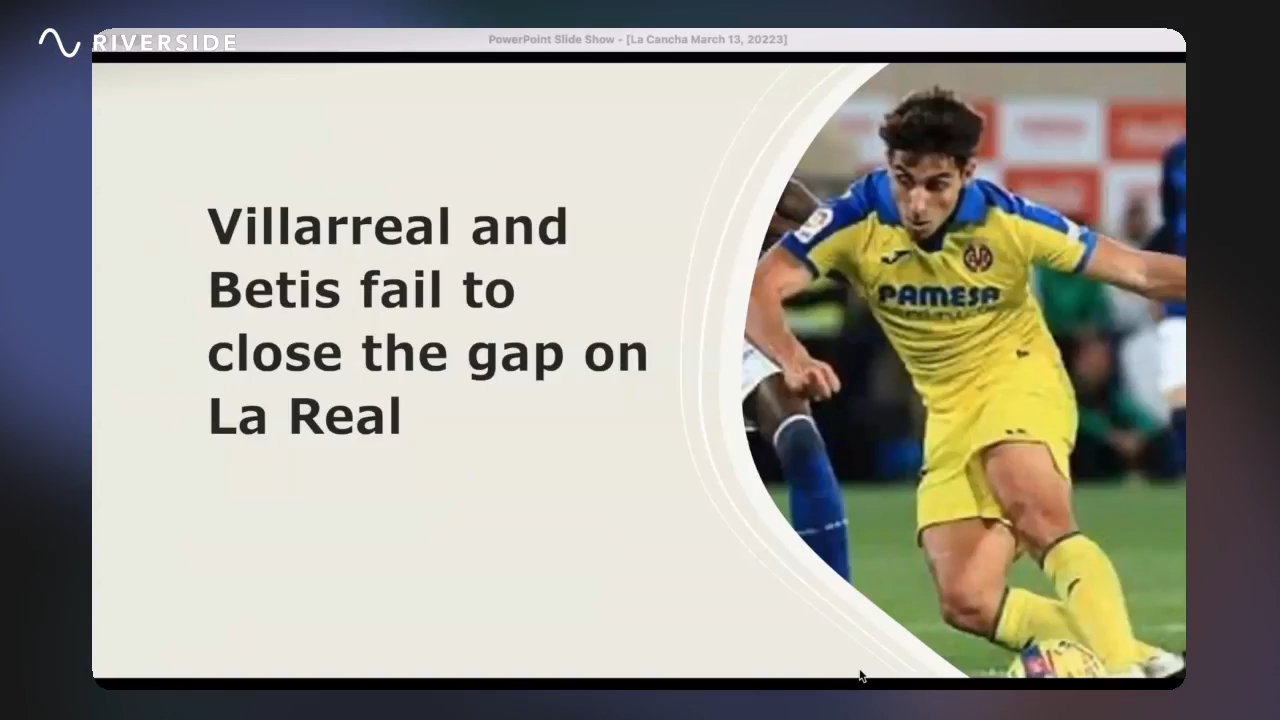 RIVERSIDE
PowerPoint Slide Show - [La Cancha March 13, 20223]
Villarreal and
Betis fail to
close the gap on
La Real
PAMESA